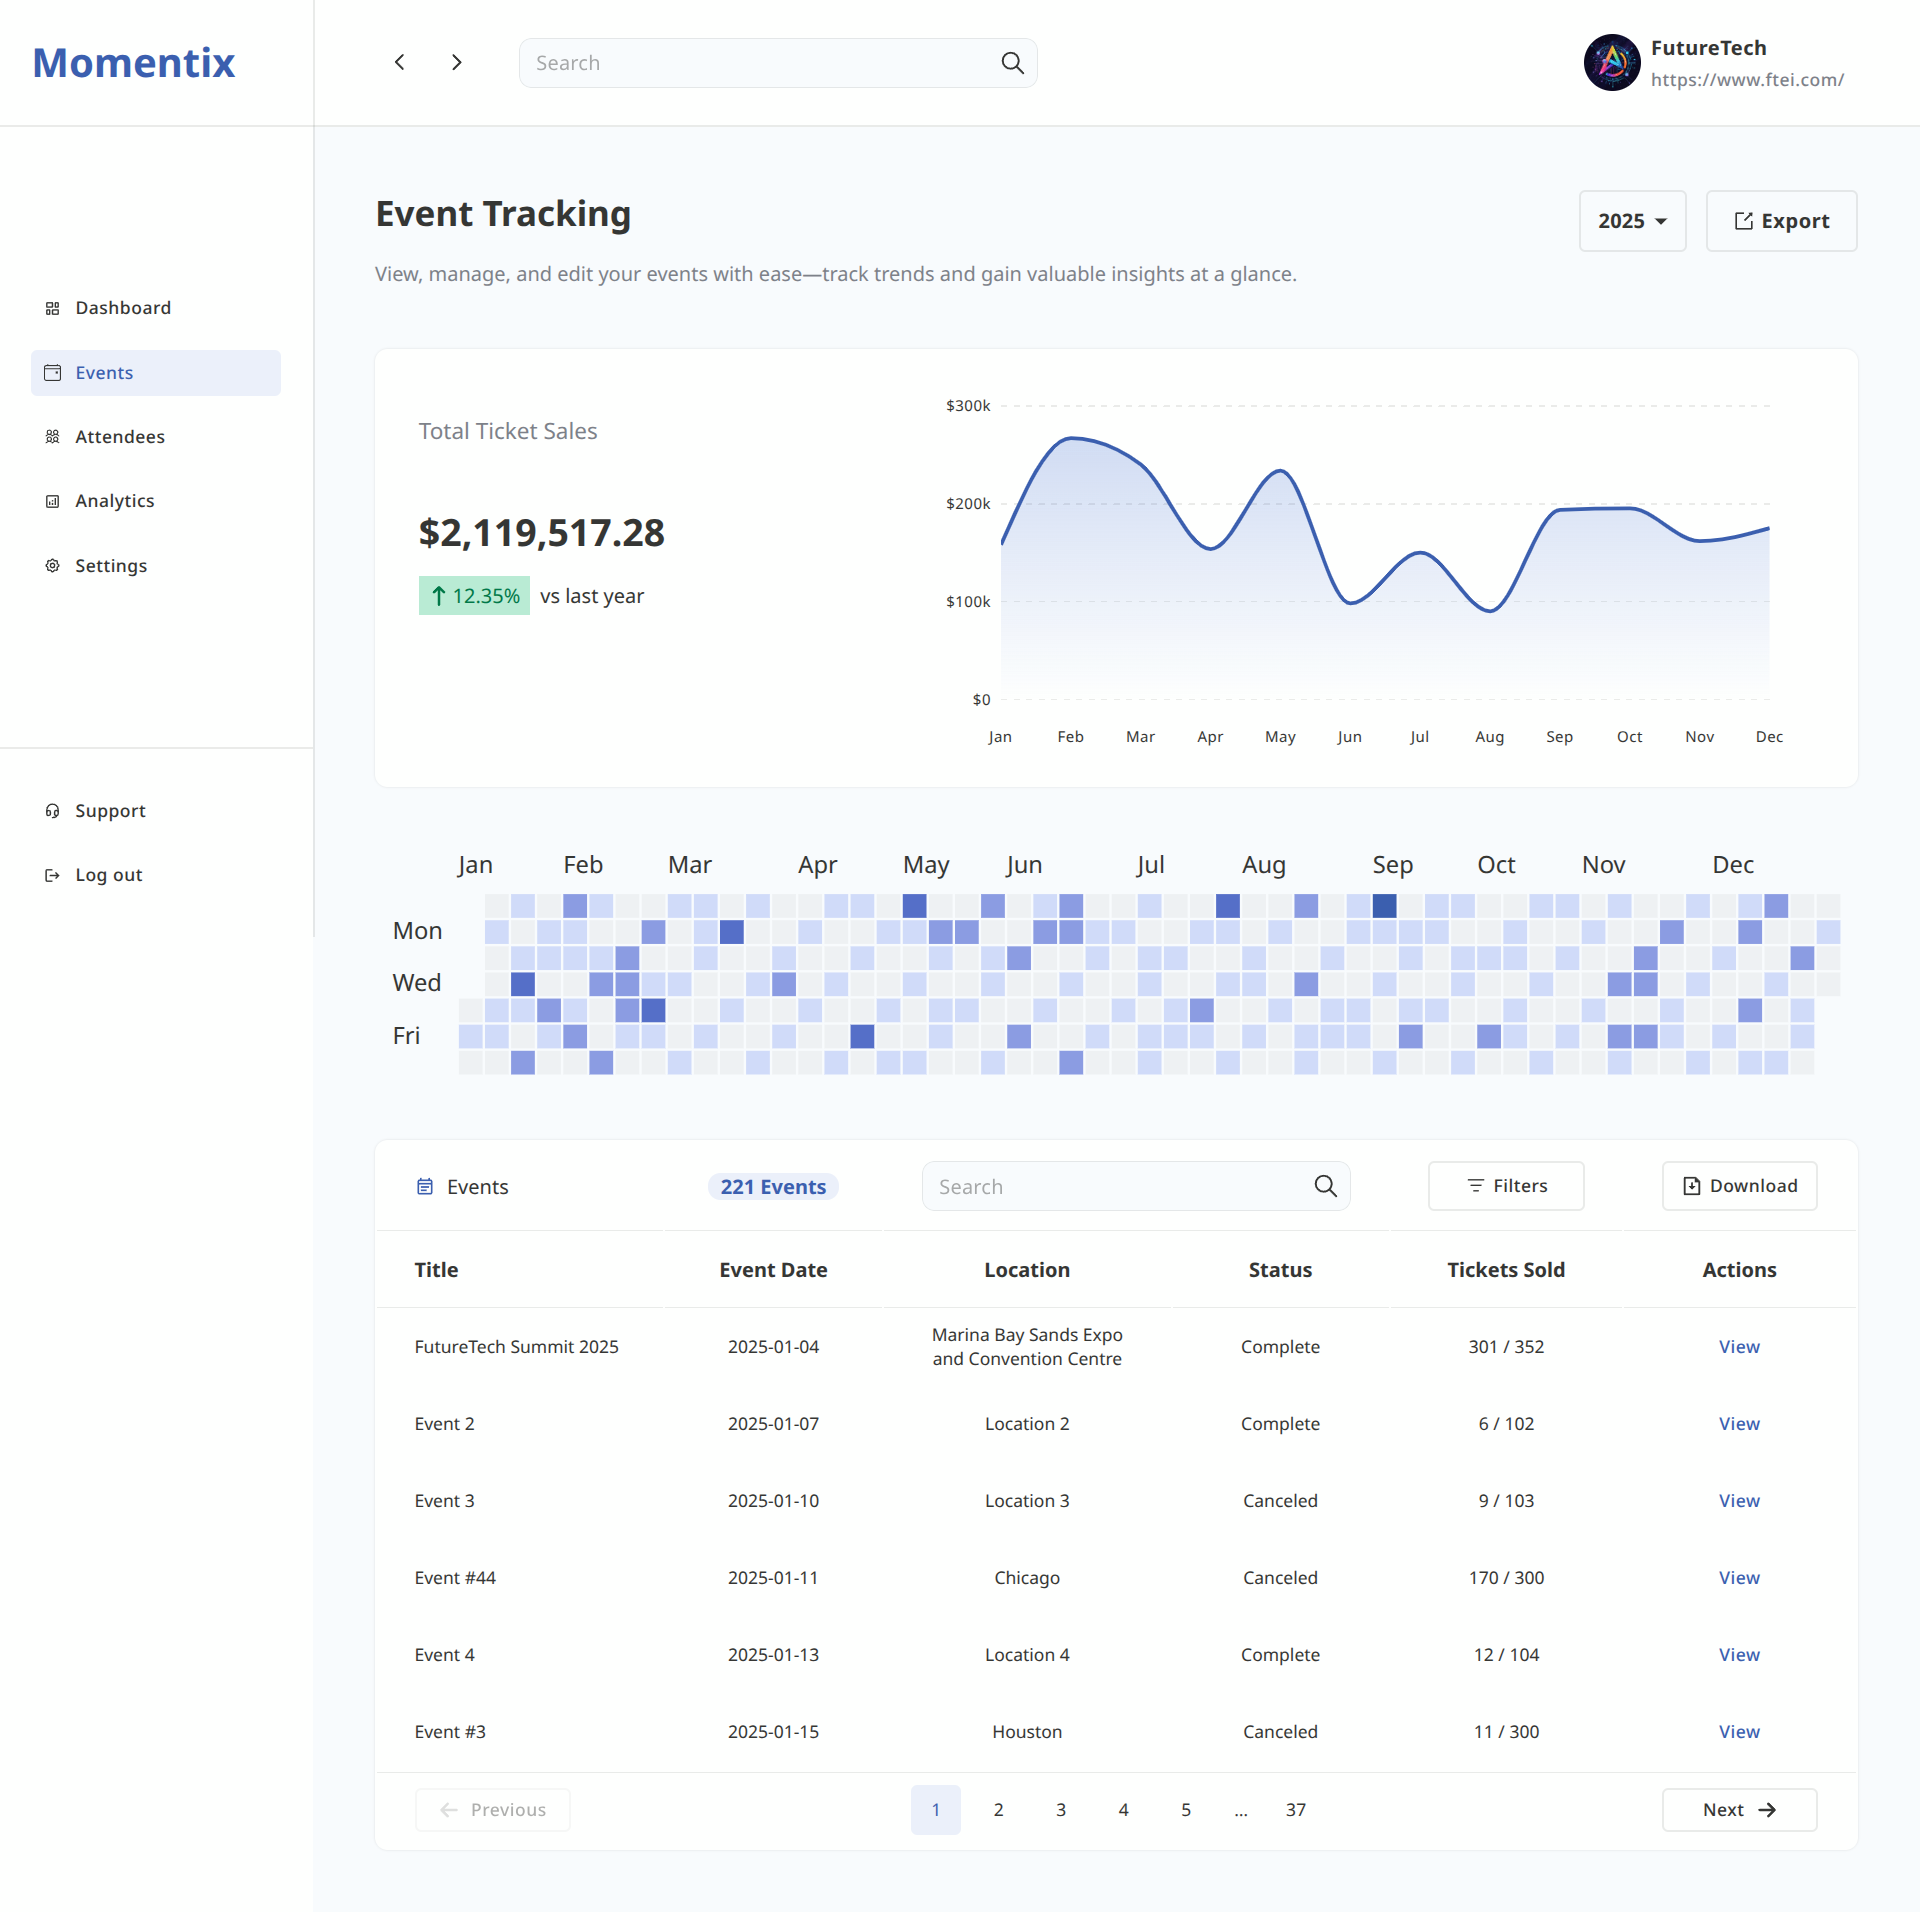 Momentix
Search
FutureTech
https://www.ftei.com/
Dashboard
Events
Attendees
Analytics
Settings
Support
Log out
Event Tracking
2025
Export
View, manage, and edit your events with ease—track trends and gain valuable insights at a glance.
Total Ticket Sales
$2,119,517.28
12.35% vs last year
$300k
$200k
$100k
$0
Jan Feb Mar Apr May Jun Jul Aug Sep Oct Nov Dec
Jan Feb Mar Apr May Jun Jul Aug Sep Oct Nov Dec
Mon
Wed
Fri
Events 221 Events Search Filters Download
Title Event Date Location Status Tickets Sold Actions
FutureTech Summit 2025 2025-01-04 Marina Bay Sands Expo Complete 301 / 352 View
and Convention Centre
Event 2 2025-01-07 Location 2 Complete 6 / 102 View
Event 3 2025-01-10 Location 3 Canceled 9 / 103 View
Event #44 2025-01-11 Chicago Canceled 170 / 300 View
Event 4 2025-01-13 Location 4 Complete 12 / 104 View
Event #3 2025-01-15 Houston Canceled 11 / 300 View
Previous 1 2 3 4 5 ... 37 Next